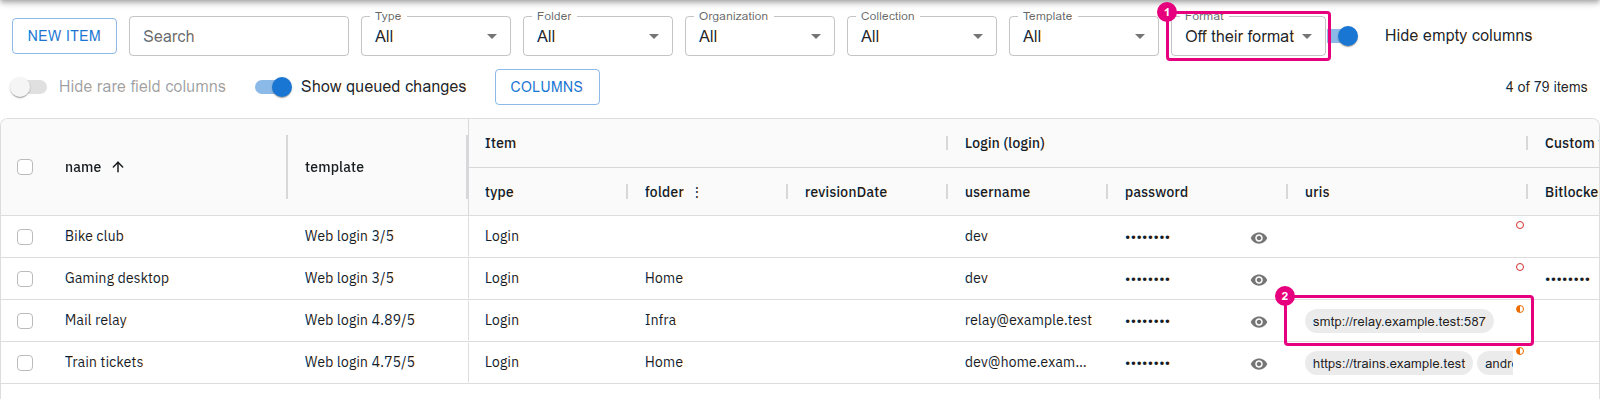 1
NEW ITEM
Search
Type
All
Folder
All
Organization
All
Collection
All
Template
All
Format
Off their format
Hide empty columns
Hide rare field columns
Show queued changes
COLUMNS
4 of 79 items
Item
Login (login)
Custom
name
template
type
folder
revisionDate
username
password
uris
Bitlocke
Bike club
Web login 3/5
Login
dev
••••••••
Gaming desktop
Web login 3/5
Login
Home
dev
••••••••
••••••••
2
Mail relay
Web login 4.89/5
Login
Infra
relay@example.test
••••••••
smtp://relay.example.test:587
Train tickets
Web login 4.75/5
Login
Home
dev@home.exam...
••••••••
https://trains.example.test
andr